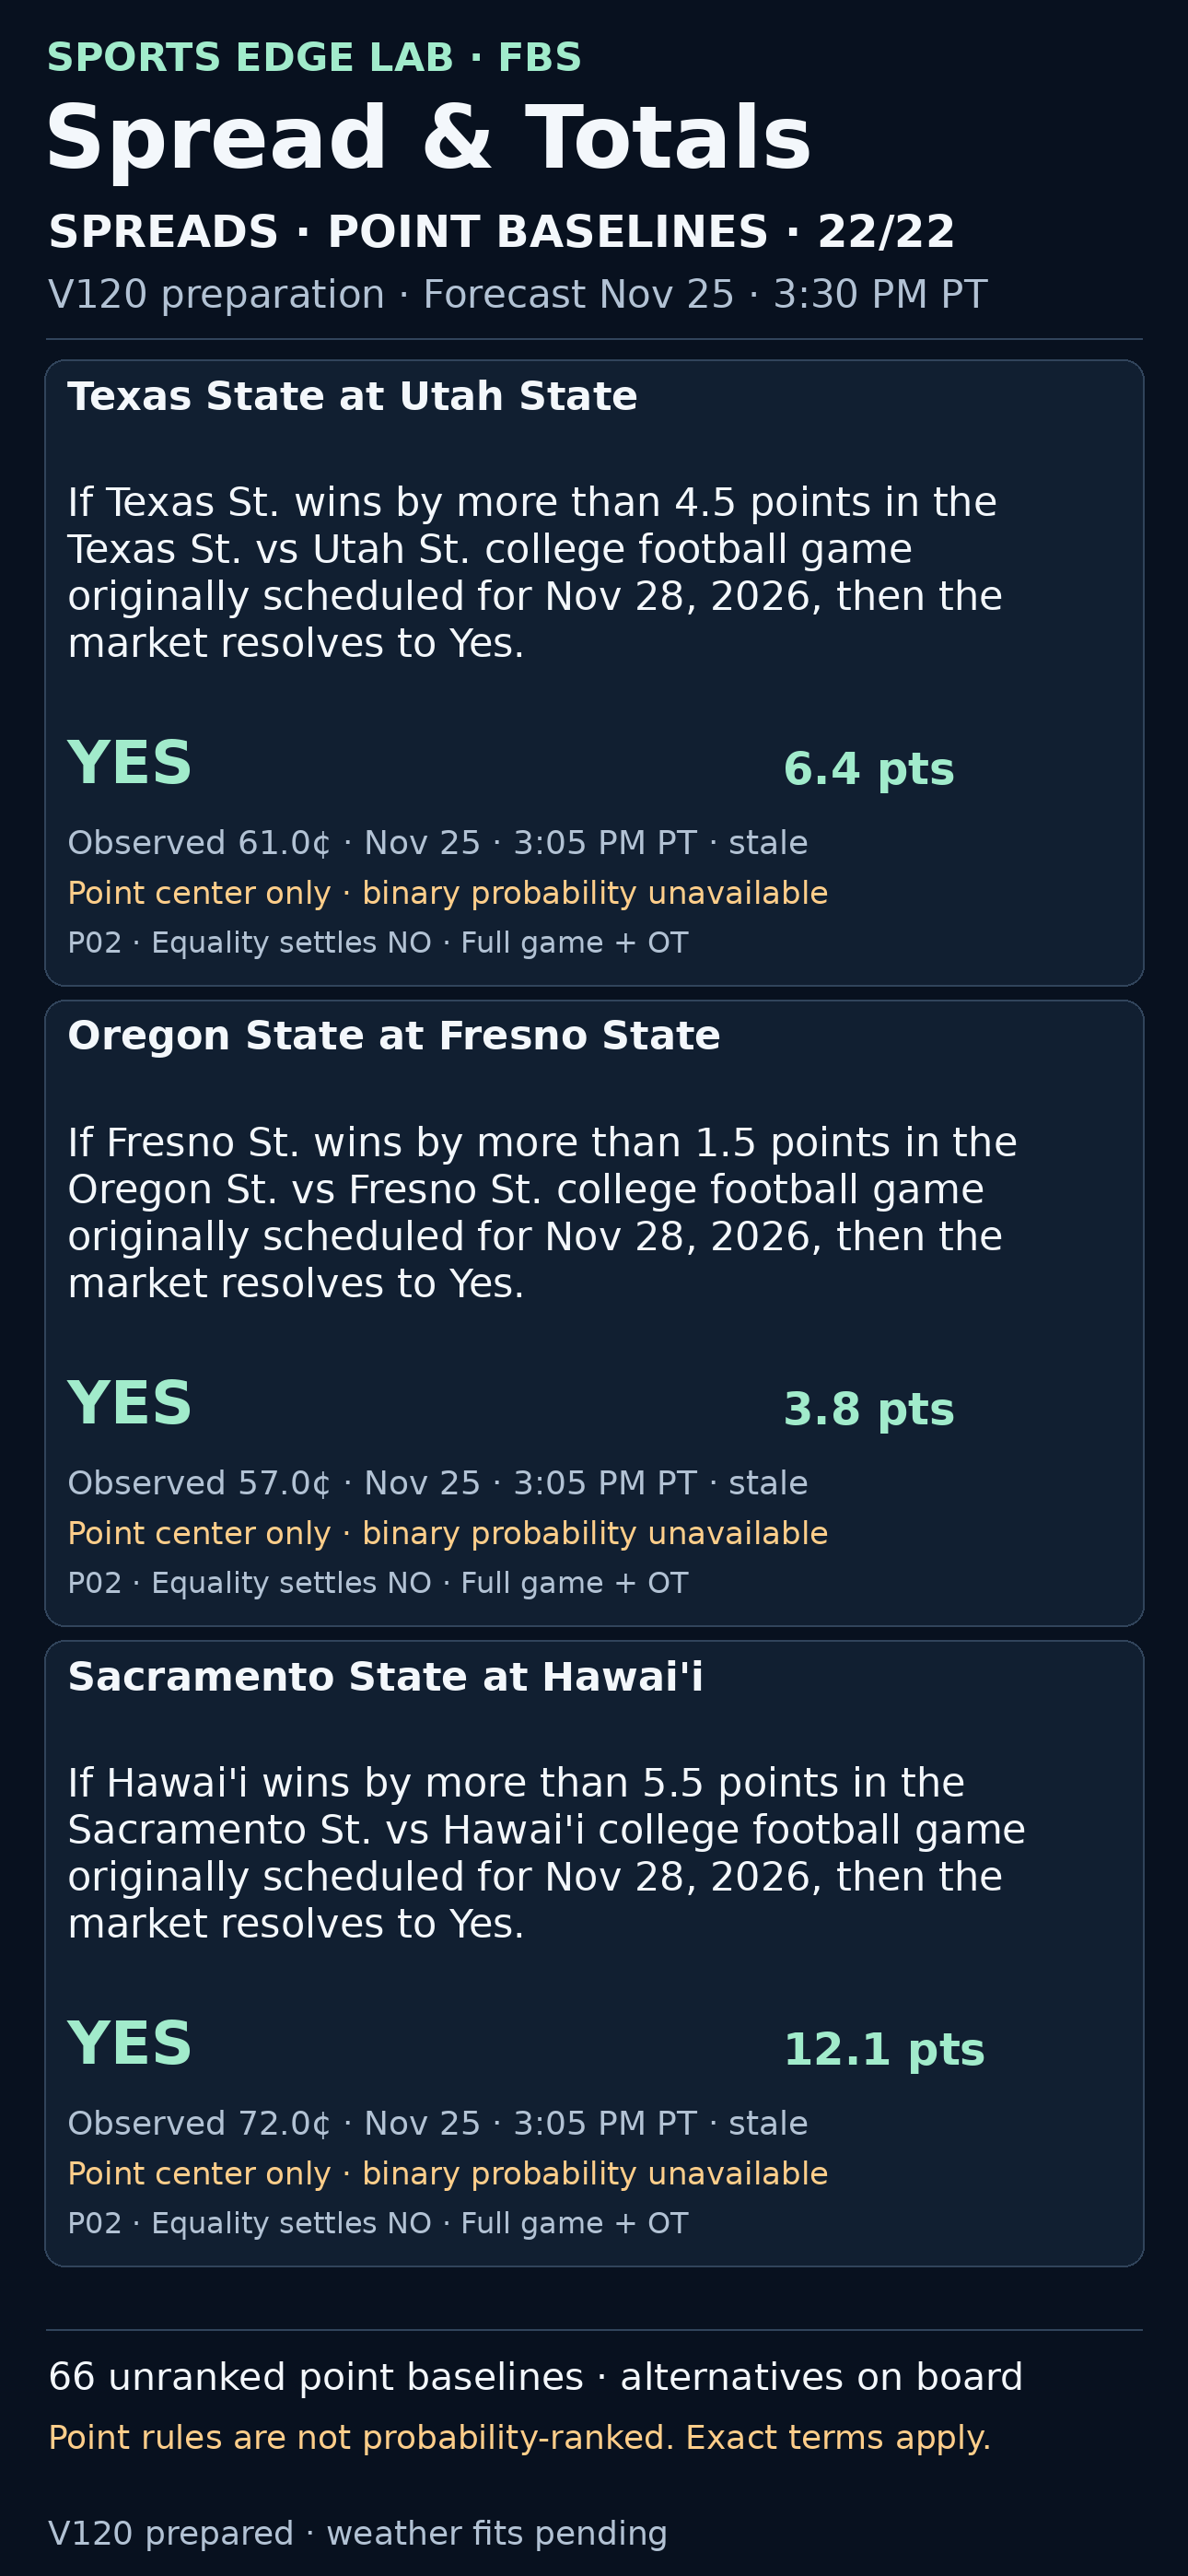 SPORTS EDGE LAB · FBS
Spread & Totals
SPREADS · POINT BASELINES · 22/22
V120 preparation · Forecast Nov 25 · 3:30 PM PT
Texas State at Utah State
If Texas St. wins by more than 4.5 points in the
Texas St. vs Utah St. college football game
originally scheduled for Nov 28, 2026, then the
market resolves to Yes.
YES 6.4 pts
Observed 61.0¢ · Nov 25 · 3:05 PM PT · stale
Point center only · binary probability unavailable
P02 · Equality settles NO · Full game + OT
Oregon State at Fresno State
If Fresno St. wins by more than 1.5 points in the
Oregon St. vs Fresno St. college football game
originally scheduled for Nov 28, 2026, then the
market resolves to Yes.
YES 3.8 pts
Observed 57.0¢ · Nov 25 · 3:05 PM PT · stale
Point center only · binary probability unavailable
P02 · Equality settles NO · Full game + OT
Sacramento State at Hawai'i
If Hawai'i wins by more than 5.5 points in the
Sacramento St. vs Hawai'i college football game
originally scheduled for Nov 28, 2026, then the
market resolves to Yes.
YES 12.1 pts
Observed 72.0¢ · Nov 25 · 3:05 PM PT · stale
Point center only · binary probability unavailable
P02 · Equality settles NO · Full game + OT
66 unranked point baselines · alternatives on board
Point rules are not probability-ranked. Exact terms apply.
V120 prepared · weather fits pending